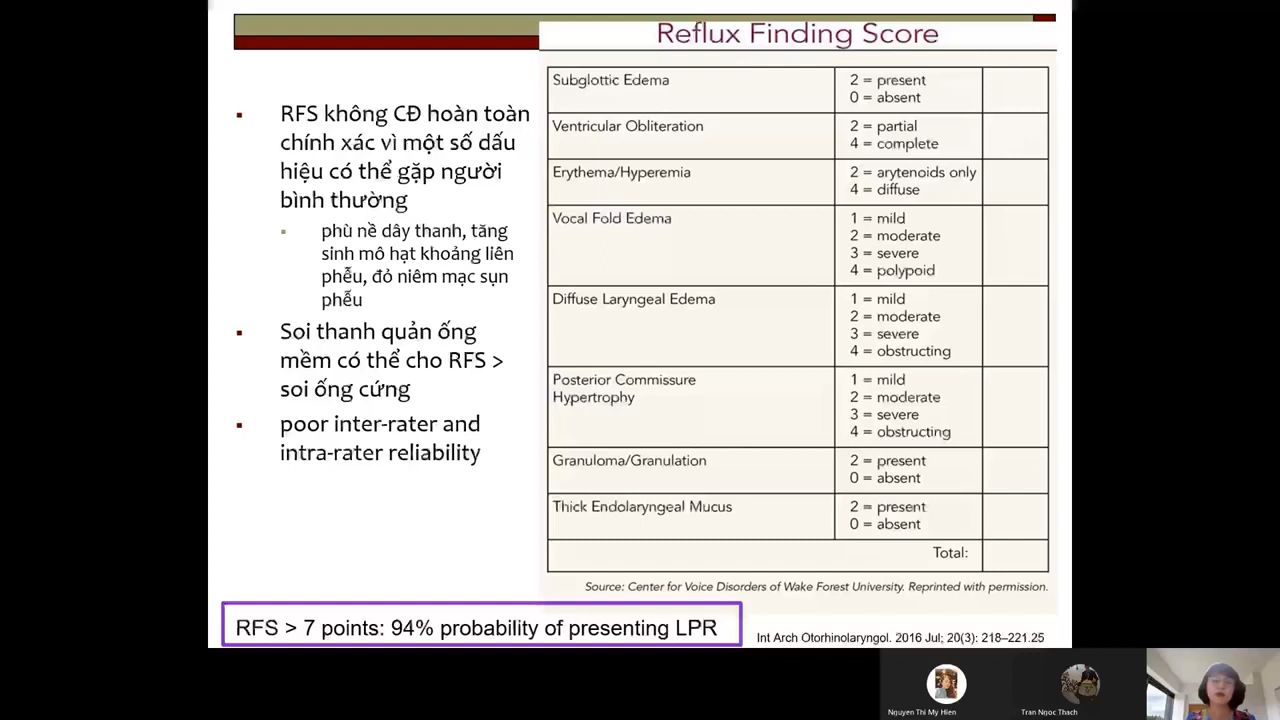 Reflux Finding Score
RFS không CĐ hoàn toàn
chính xác vì một số dấu
hiệu có thể gặp người
bình thường
phù nề dây thanh, tăng
sinh mô hạt khoảng liên
phễu, đỏ niêm mạc sụn
phễu
Soi thanh quản ống
mềm có thể cho RFS >
soi ống cứng
poor inter-rater and
intra-rater reliability
Subglottic Edema
2 = present
0 = absent
Ventricular Obliteration
2 = partial
4 = complete
Erythema/Hyperemia
2 = arytenoids only
4 = diffuse
Vocal Fold Edema
1 = mild
2 = moderate
3 = severe
4 = polypoid
Diffuse Laryngeal Edema
1 = mild
2 = moderate
3 = severe
4 = obstructing
Posterior Commissure
Hypertrophy
1 = mild
2 = moderate
3 = severe
4 = obstructing
Granuloma/Granulation
2 = present
0 = absent
Thick Endolaryngeal Mucus
2 = present
0 = absent
Total:
Source: Center for Voice Disorders of Wake Forest University. Reprinted with permission.
RFS > 7 points: 94% probability of presenting LPR
Int Arch Otorhinolaryngol. 2016 Jul; 20(3): 218–221.25
Nguyen Thi My Hien
Tran Ngoc Thach